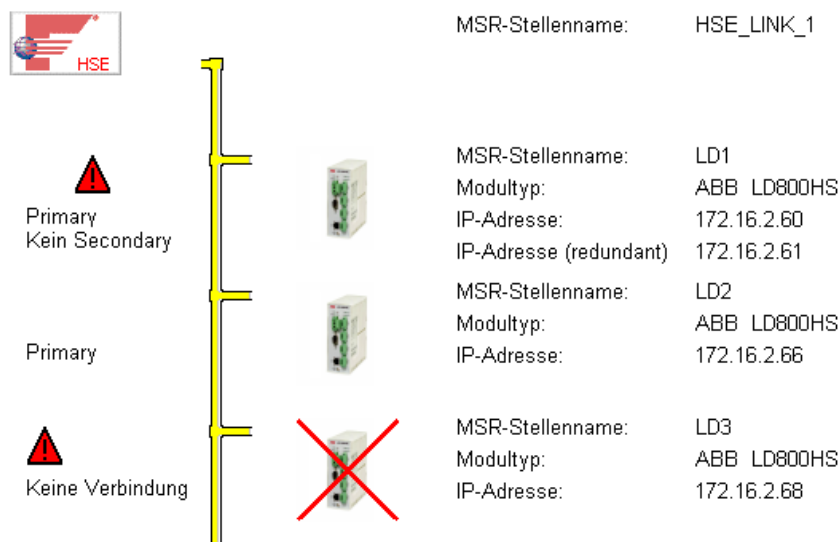 HSE
MSR-Stellenname: HSE_LINK_1
MSR-Stellenname: LD1
Modultyp: ABB LD800HS
Primary
IP-Adresse: 172.16.2.60
Kein Secondary
IP-Adresse (redundant) 172.16.2.61
MSR-Stellenname: LD2
Modultyp: ABB LD800HS
Primary
IP-Adresse: 172.16.2.66
MSR-Stellenname: LD3
Modultyp: ABB LD800HS
Keine Verbindung
IP-Adresse: 172.16.2.68